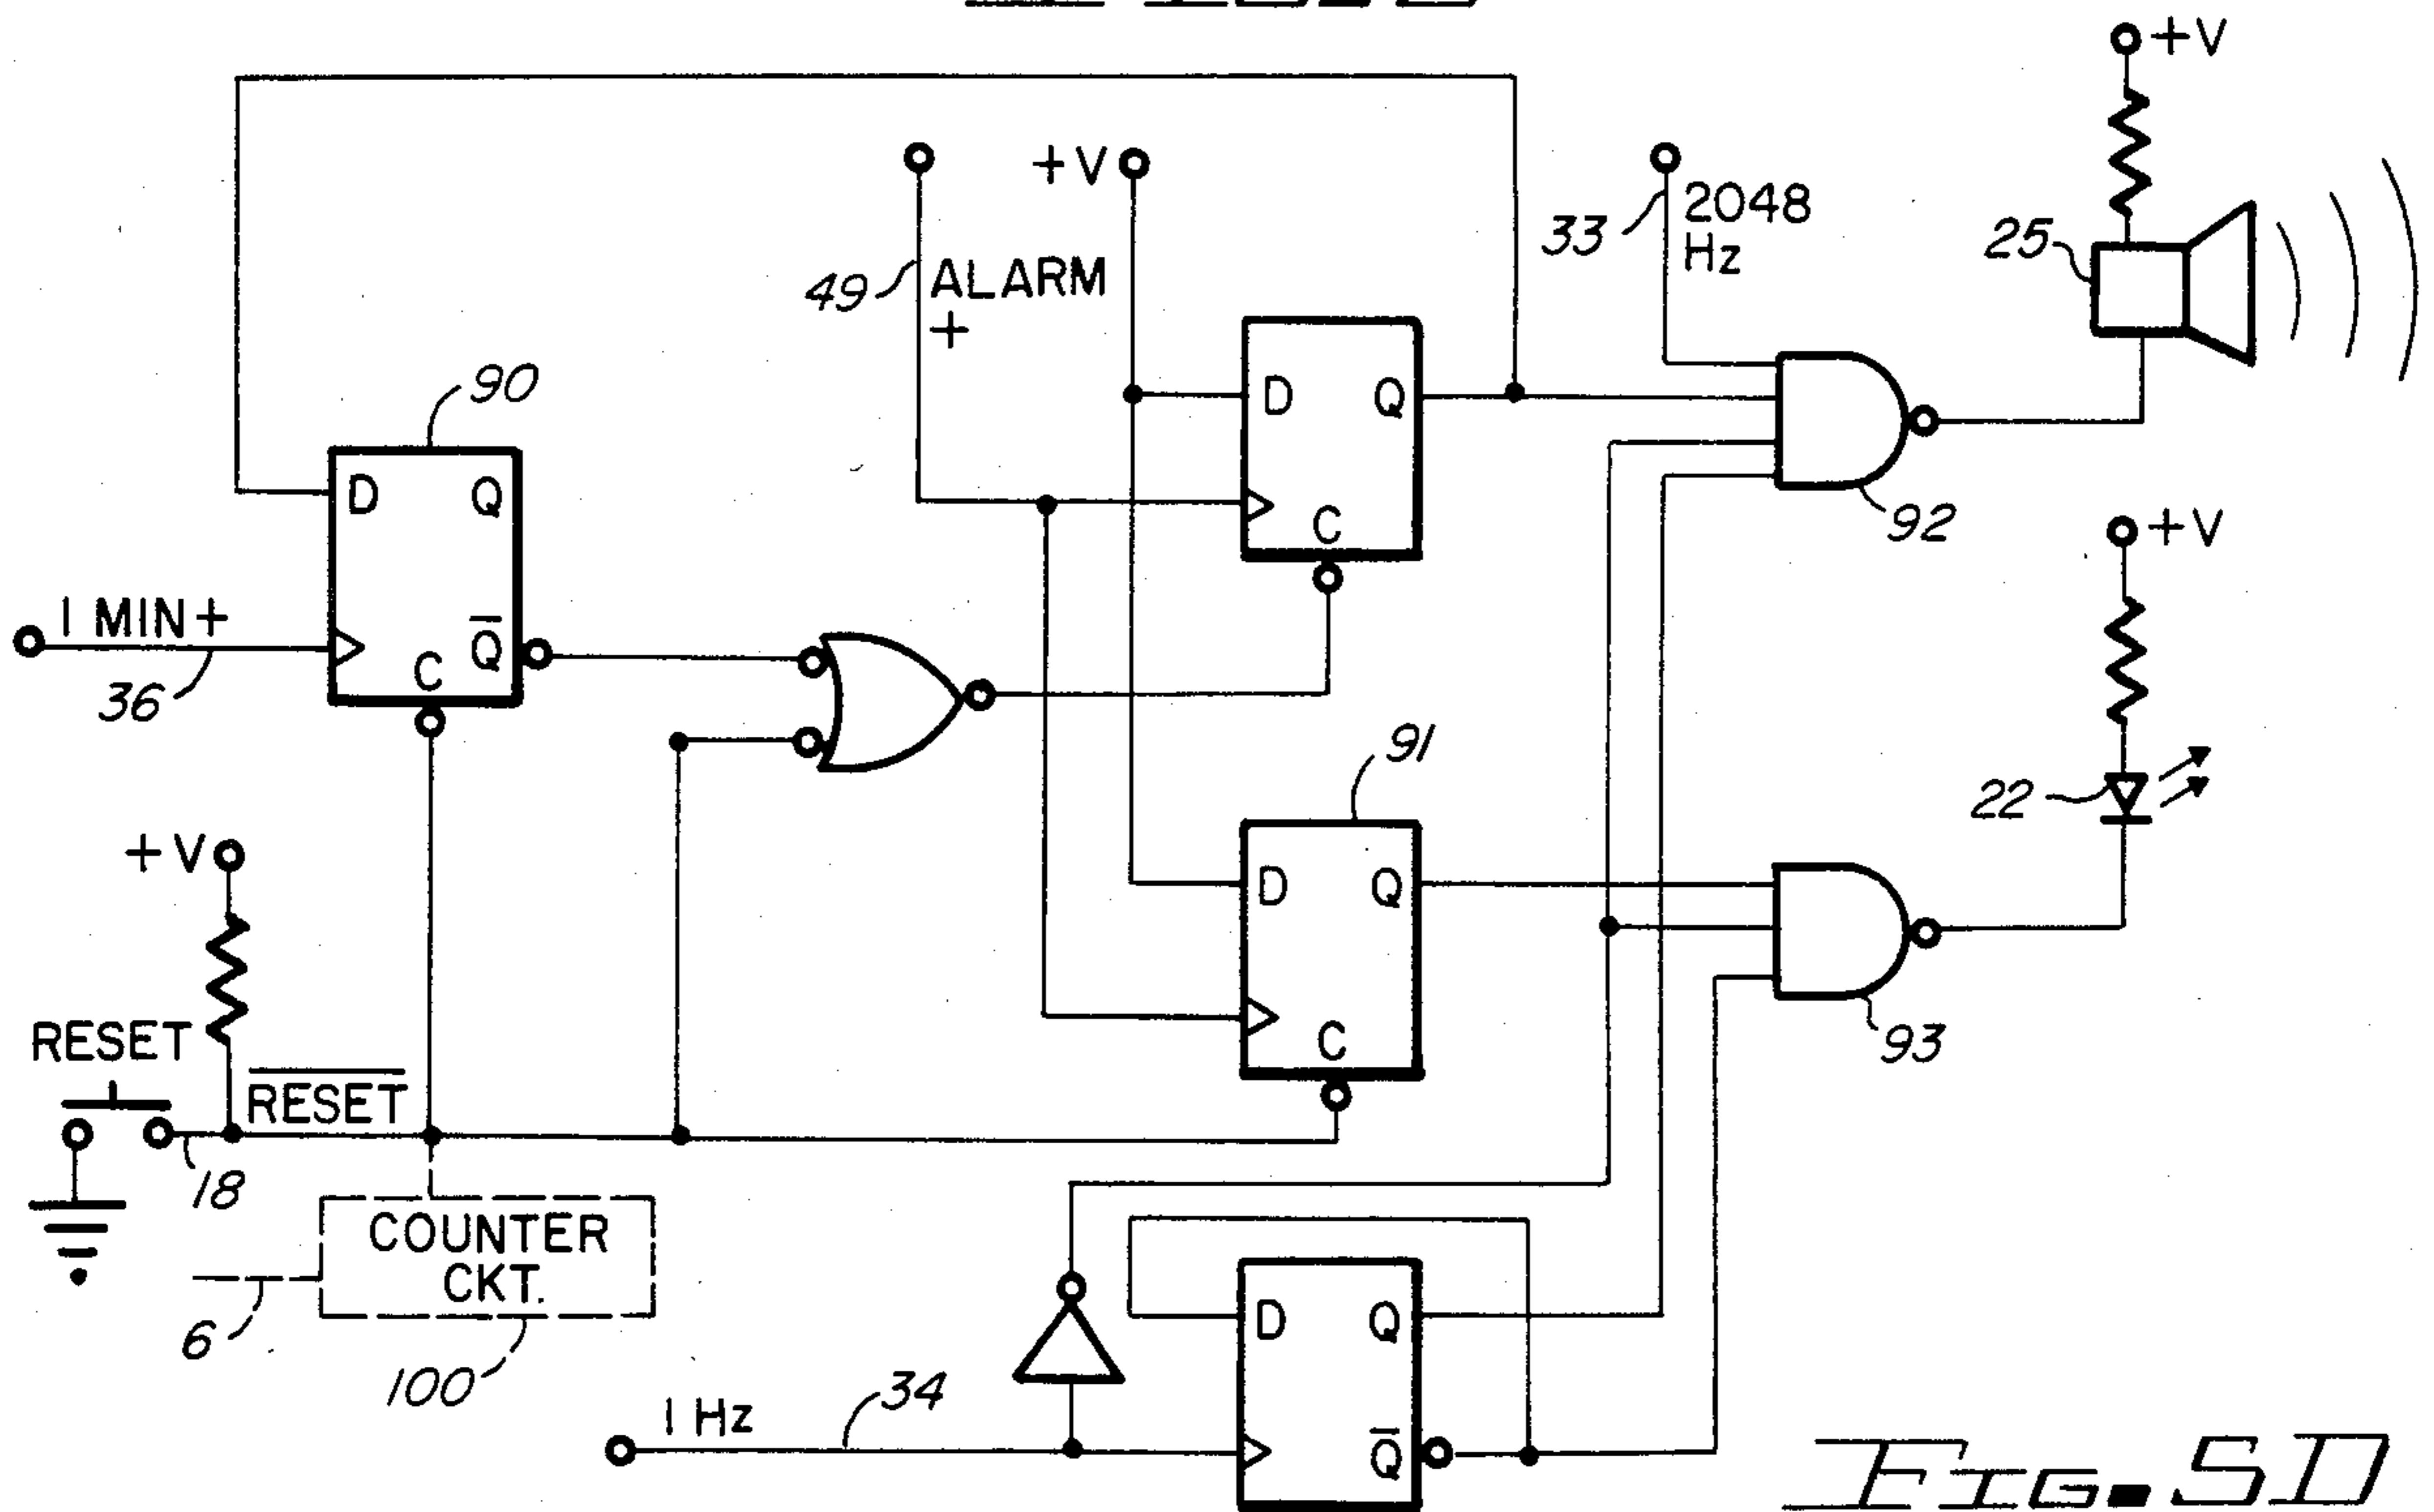 +V
+V
33
2048
Hz
25
49
ALARM
+
90
D
Q
92
+V
D
Q
C
1 MIN +
36
C
Q̅
91
22
+V
D
Q
93
RESET
R̅E̅S̅E̅T̅
C
18
COUNTER
CKT.
6
100
D
Q
1 Hz
34
Q̅
FIG. 5D